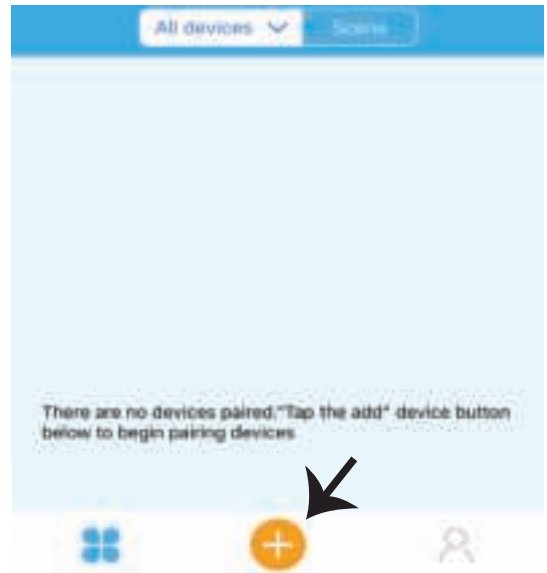 All devices
Scene
There are no devices paired."Tap the add" device button
below to begin pairing devices